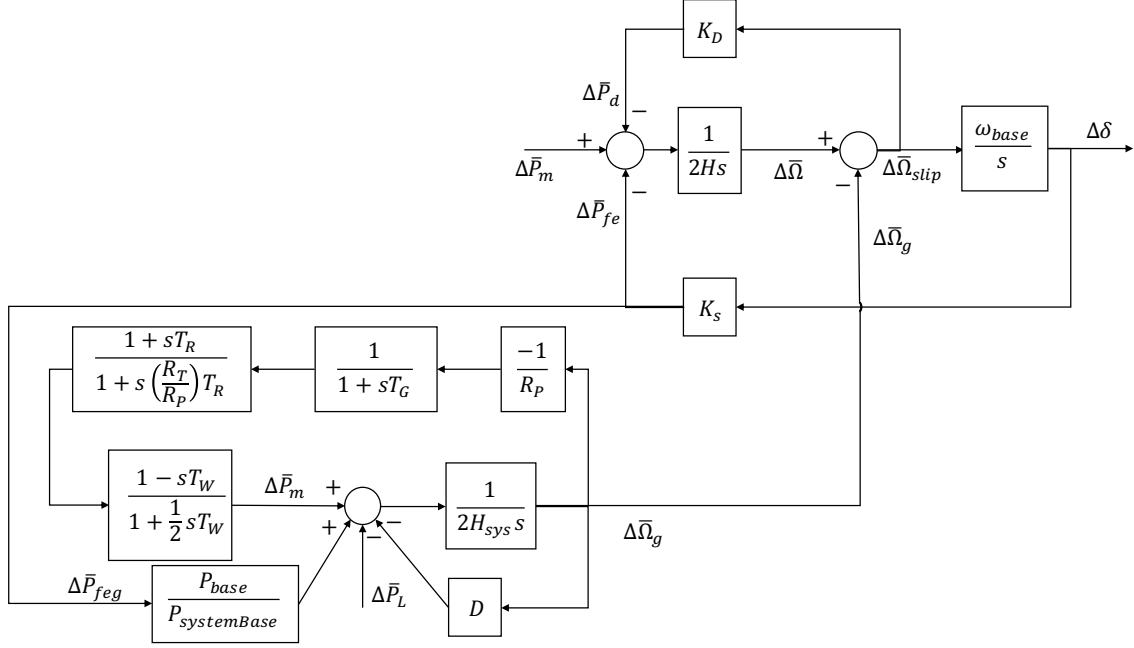 K_D
ΔP̄_d
−
ΔP̄_m
+
1
2Hs
ΔΩ̄
+
−
ΔΩ̄_slip
ω_base
s
Δδ
−
ΔP̄_fe
ΔΩ̄_g
K_s
1 + sT_R
1 + s(R_T/R_P)T_R
1
1 + sT_G
−1
R_P
1 − sT_W
1 + 1/2 sT_W
ΔP̄_m
+
+
−
−
1
2H_sys s
ΔΩ̄_g
ΔP̄_feg
P_base
P_systemBase
ΔP̄_L
D